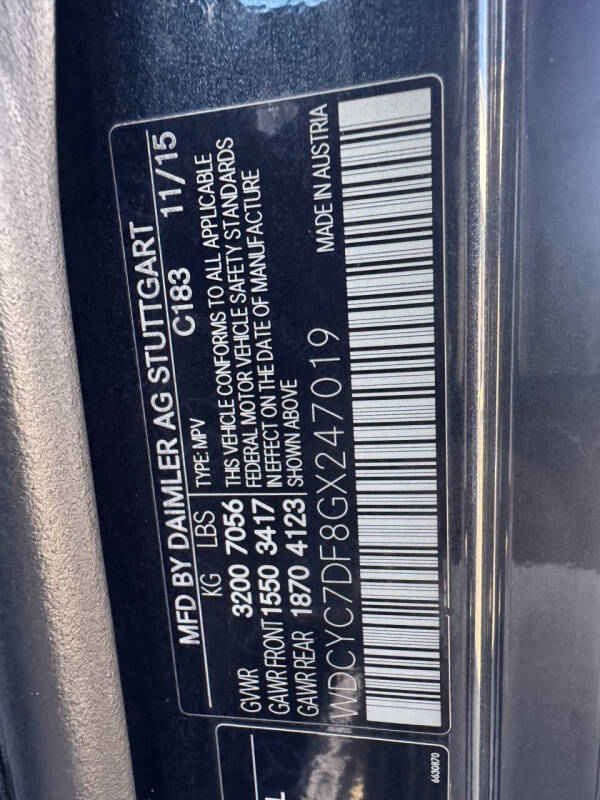 MFD BY DAIMLER AG STUTTGART
C183 11/15
KG LBS TYPE: MPV
GVWR 3200 7056 THIS VEHICLE CONFORMS TO ALL APPLICABLE
FEDERAL MOTOR VEHICLE SAFETY STANDARDS
GAWR FRONT 1550 3417 IN EFFECT ON THE DATE OF MANUFACTURE
GAWR REAR 1870 4123 SHOWN ABOVE
MADE IN AUSTRIA
WDCYC7DF8GX247019
6630870